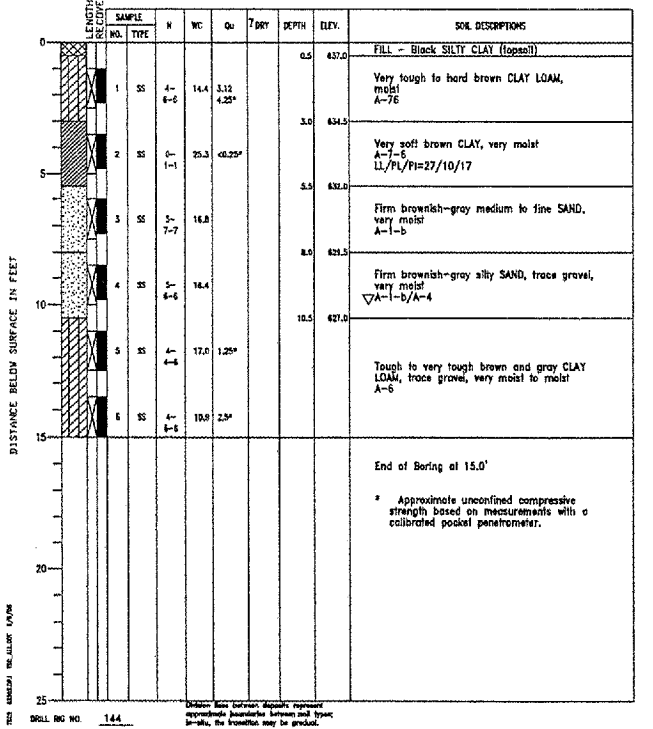 LENGTH
RECOVE
SAMPLE
NO. TYPE
N
WC
Qu
7DRY
DEPTH
ELEV.
SOIL DESCRIPTIONS
0
0.5 637.0 FILL - Black SILTY CLAY (topsoil)
1 SS 4- 14.4 3.12
4.25*
Very tough to hard brown CLAY LOAM,
moist
A-76
3.0 634.5
2 SS 0- 25.3 <0.25*
1-1
Very soft brown CLAY, very moist
A-7-6
LL/PL/PI=27/10/17
5
5.5 632.0
3 SS 5- 16.8
7-7
Firm brownish-gray medium to fine SAND,
very moist
A-1-b
8.0 629.5
4 SS 5- 16.4
6-6
Firm brownish-gray silty SAND, trace gravel,
very moist
A-1-b/A-4
10
10.5 627.0
5 SS 4- 17.0 1.25*
4-6
Tough to very tough brown and gray CLAY
LOAM, trace gravel, very moist to moist
A-6
6 SS 4- 10.9 2.5*
6-6
15
End of Boring at 15.0'
* Approximate unconfined compressive
strength based on measurements with a
calibrated pocket penetrometer.
20
25
DISTANCE BELOW SURFACE IN FEET
DRILL RIG NO. 144
Division lines between deposits represent
approximate boundaries between soil types;
in-situ, the transition may be gradual.